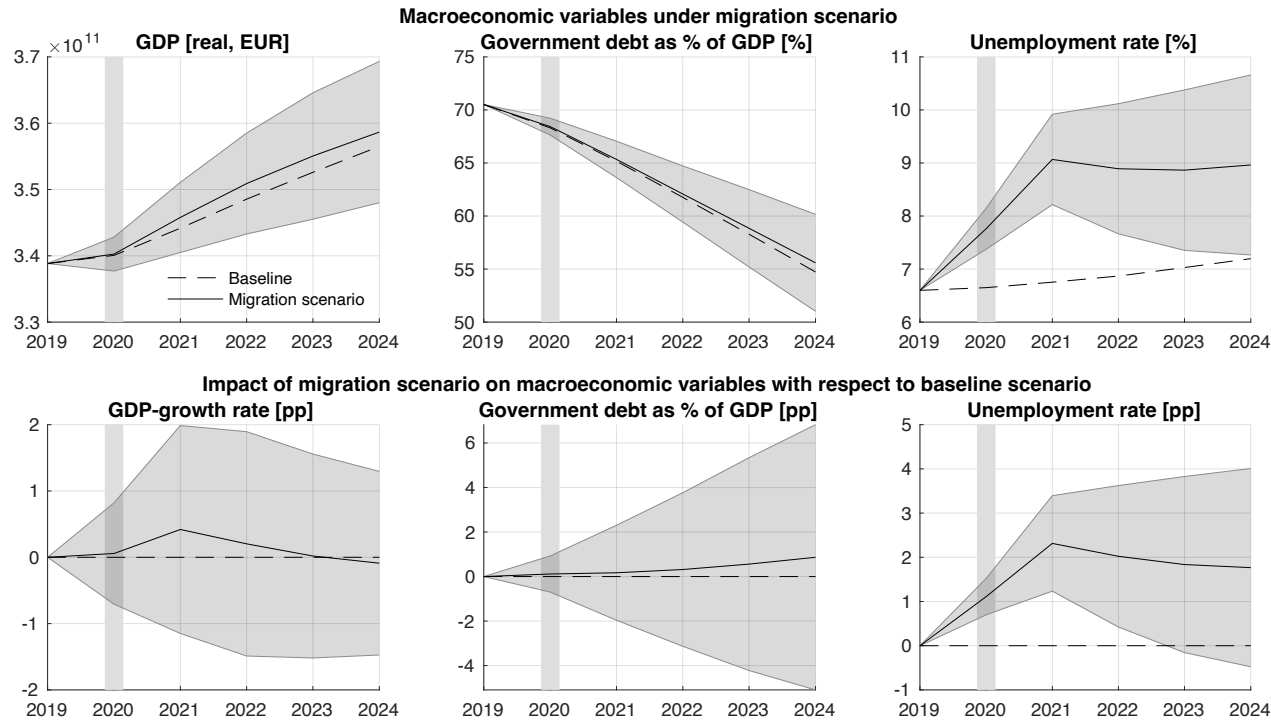 Macroeconomic variables under migration scenario
×10^11
GDP [real, EUR]
3.7
3.6
3.5
3.4
3.3
2019 2020 2021 2022 2023 2024
Baseline
Migration scenario
Government debt as % of GDP [%]
75
70
65
60
55
50
2019 2020 2021 2022 2023 2024
Unemployment rate [%]
11
10
9
8
7
6
2019 2020 2021 2022 2023 2024
Impact of migration scenario on macroeconomic variables with respect to baseline scenario
GDP-growth rate [pp]
2
1
0
-1
-2
2019 2020 2021 2022 2023 2024
Government debt as % of GDP [pp]
6
4
2
0
-2
-4
2019 2020 2021 2022 2023 2024
Unemployment rate [pp]
5
4
3
2
1
0
-1
2019 2020 2021 2022 2023 2024